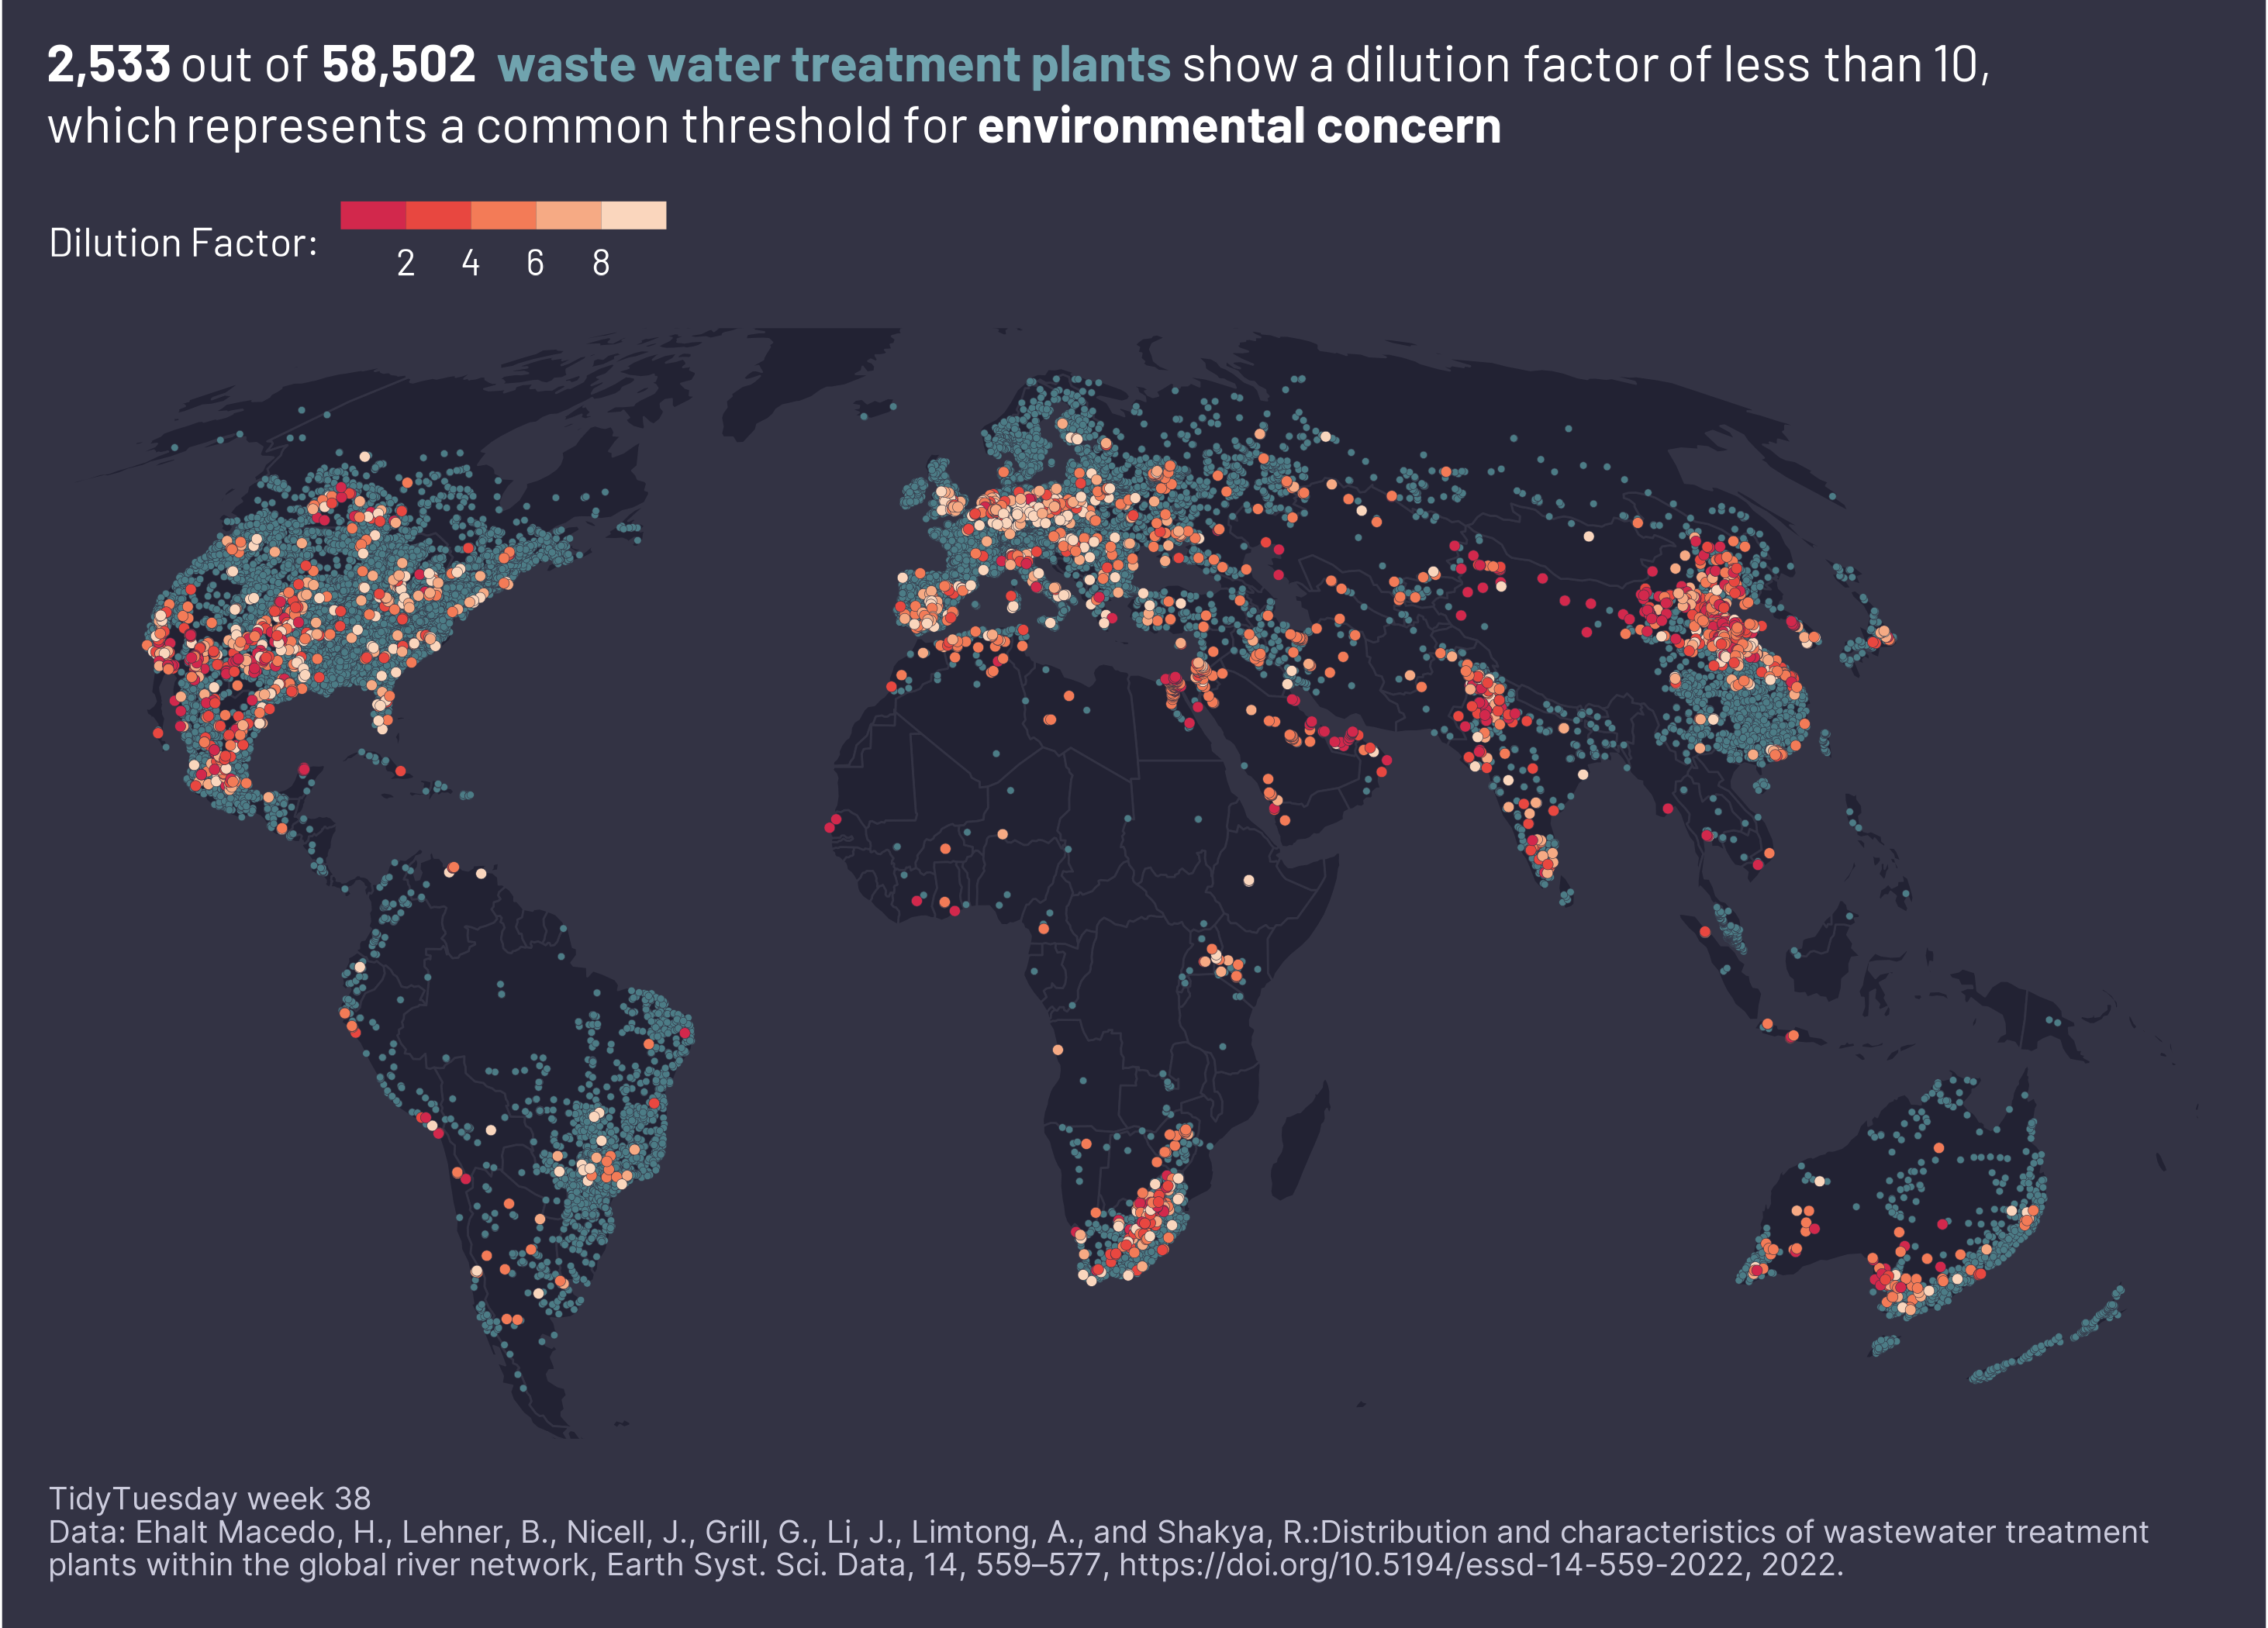 2,533 out of 58,502 waste water treatment plants show a dilution factor of less than 10,
which represents a common threshold for environmental concern
Dilution Factor:
2 4 6 8
TidyTuesday week 38
Data: Ehalt Macedo, H., Lehner, B., Nicell, J., Grill, G., Li, J., Limtong, A., and Shakya, R.:Distribution and characteristics of wastewater treatment
plants within the global river network, Earth Syst. Sci. Data, 14, 559–577, https://doi.org/10.5194/essd-14-559-2022, 2022.